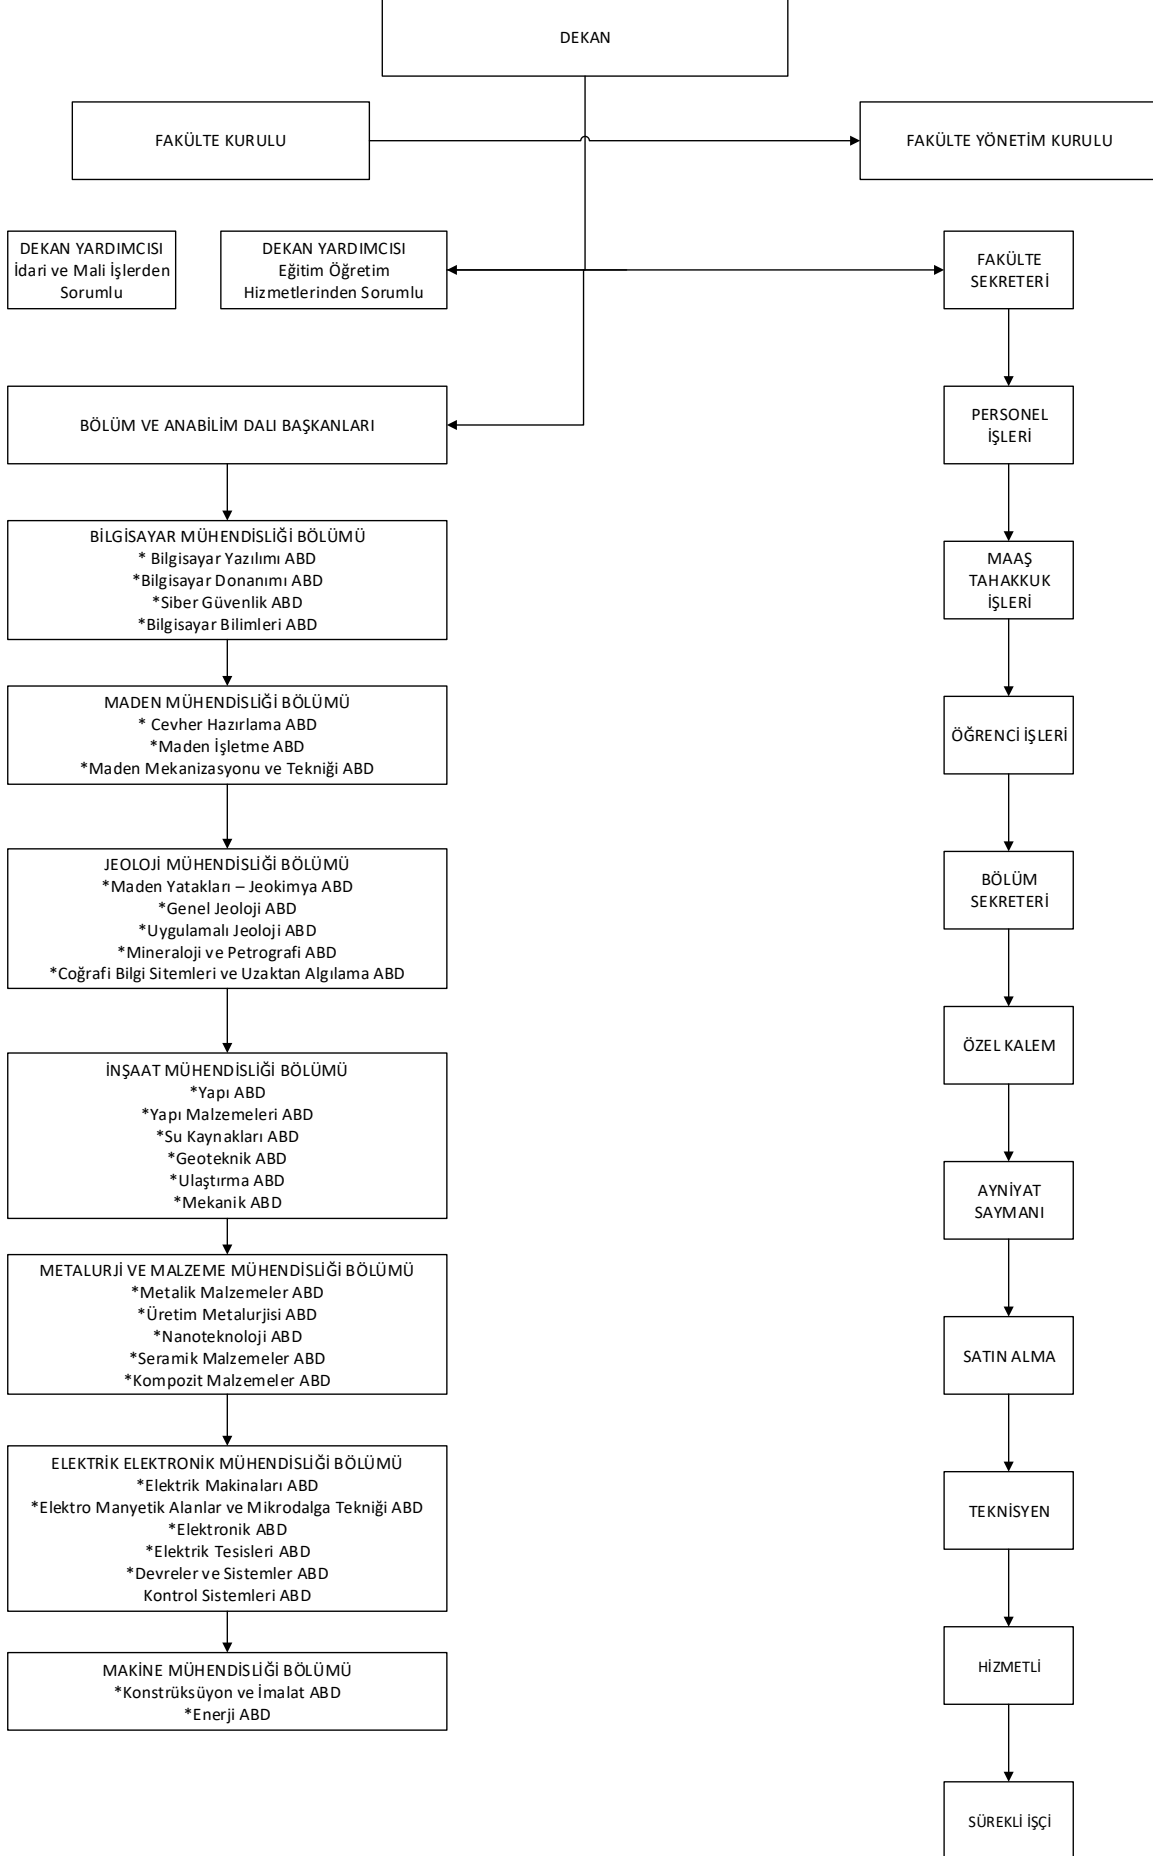 DEKAN
FAKÜLTE KURULU
FAKÜLTE YÖNETİM KURULU
DEKAN YARDIMCISI
İdari ve Mali İşlerden
Sorumlu
DEKAN YARDIMCISI
Eğitim Öğretim
Hizmetlerinden Sorumlu
FAKÜLTE
SEKRETERİ
BÖLÜM VE ANABİLİM DALI BAŞKANLARI
PERSONEL
İŞLERİ
BİLGİSAYAR MÜHENDİSLİĞİ BÖLÜMÜ
* Bilgisayar Yazılımı ABD
*Bilgisayar Donanımı ABD
*Siber Güvenlik ABD
*Bilgisayar Bilimleri ABD
MAAŞ
TAHAKKUK
İŞLERİ
MADEN MÜHENDİSLİĞİ BÖLÜMÜ
* Cevher Hazırlama ABD
*Maden İşletme ABD
*Maden Mekanizasyonu ve Tekniği ABD
ÖĞRENCİ İŞLERİ
JEOLOJİ MÜHENDİSLİĞİ BÖLÜMÜ
*Maden Yatakları – Jeokimya ABD
*Genel Jeoloji ABD
*Uygulamalı Jeoloji ABD
*Mineraloji ve Petrografi ABD
*Coğrafi Bilgi Sitemleri ve Uzaktan Algılama ABD
BÖLÜM
SEKRETERİ
ÖZEL KALEM
İNŞAAT MÜHENDİSLİĞİ BÖLÜMÜ
*Yapı ABD
*Yapı Malzemeleri ABD
*Su Kaynakları ABD
*Geoteknik ABD
*Ulaştırma ABD
*Mekanik ABD
AYNİYAT
SAYMANI
METALURJİ VE MALZEME MÜHENDİSLİĞİ BÖLÜMÜ
*Metalik Malzemeler ABD
*Üretim Metalurjisi ABD
*Nanoteknoloji ABD
*Seramik Malzemeler ABD
*Kompozit Malzemeler ABD
SATIN ALMA
ELEKTRİK ELEKTRONİK MÜHENDİSLİĞİ BÖLÜMÜ
*Elektrik Makinaları ABD
*Elektro Manyetik Alanlar ve Mikrodalga Tekniği ABD
*Elektronik ABD
*Elektrik Tesisleri ABD
*Devreler ve Sistemler ABD
Kontrol Sistemleri ABD
TEKNİSYEN
MAKİNE MÜHENDİSLİĞİ BÖLÜMÜ
*Konstrüksüyon ve İmalat ABD
*Enerji ABD
HİZMETLİ
SÜREKLİ İŞÇİ